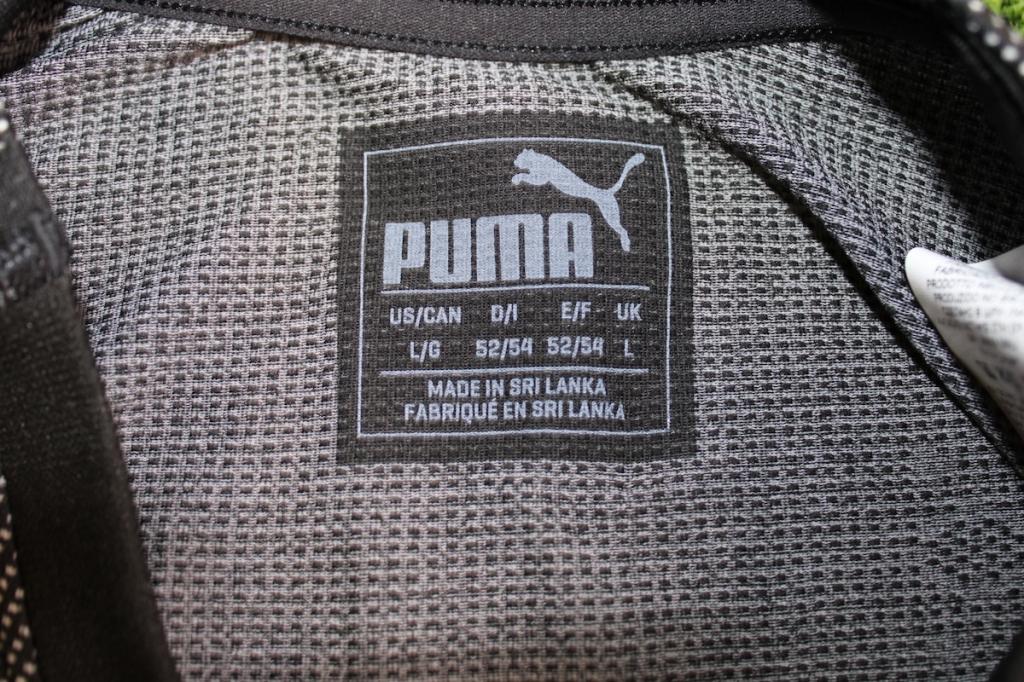 PUMA
US/CAN D/I E/F UK
L/G 52/54 52/54 L
MADE IN SRI LANKA
FABRIQUÉ EN SRI LANKA